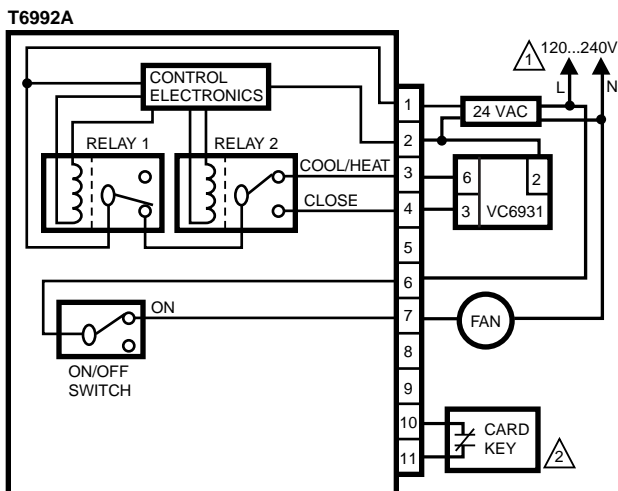 T6992A
1
120...240V
L
N
CONTROL
ELECTRONICS
1
24 VAC
2
RELAY 1
RELAY 2
COOL/HEAT
3
6
2
CLOSE
4
3
VC6931
5
6
ON
7
FAN
8
ON/OFF
SWITCH
9
10
CARD
KEY
2
11